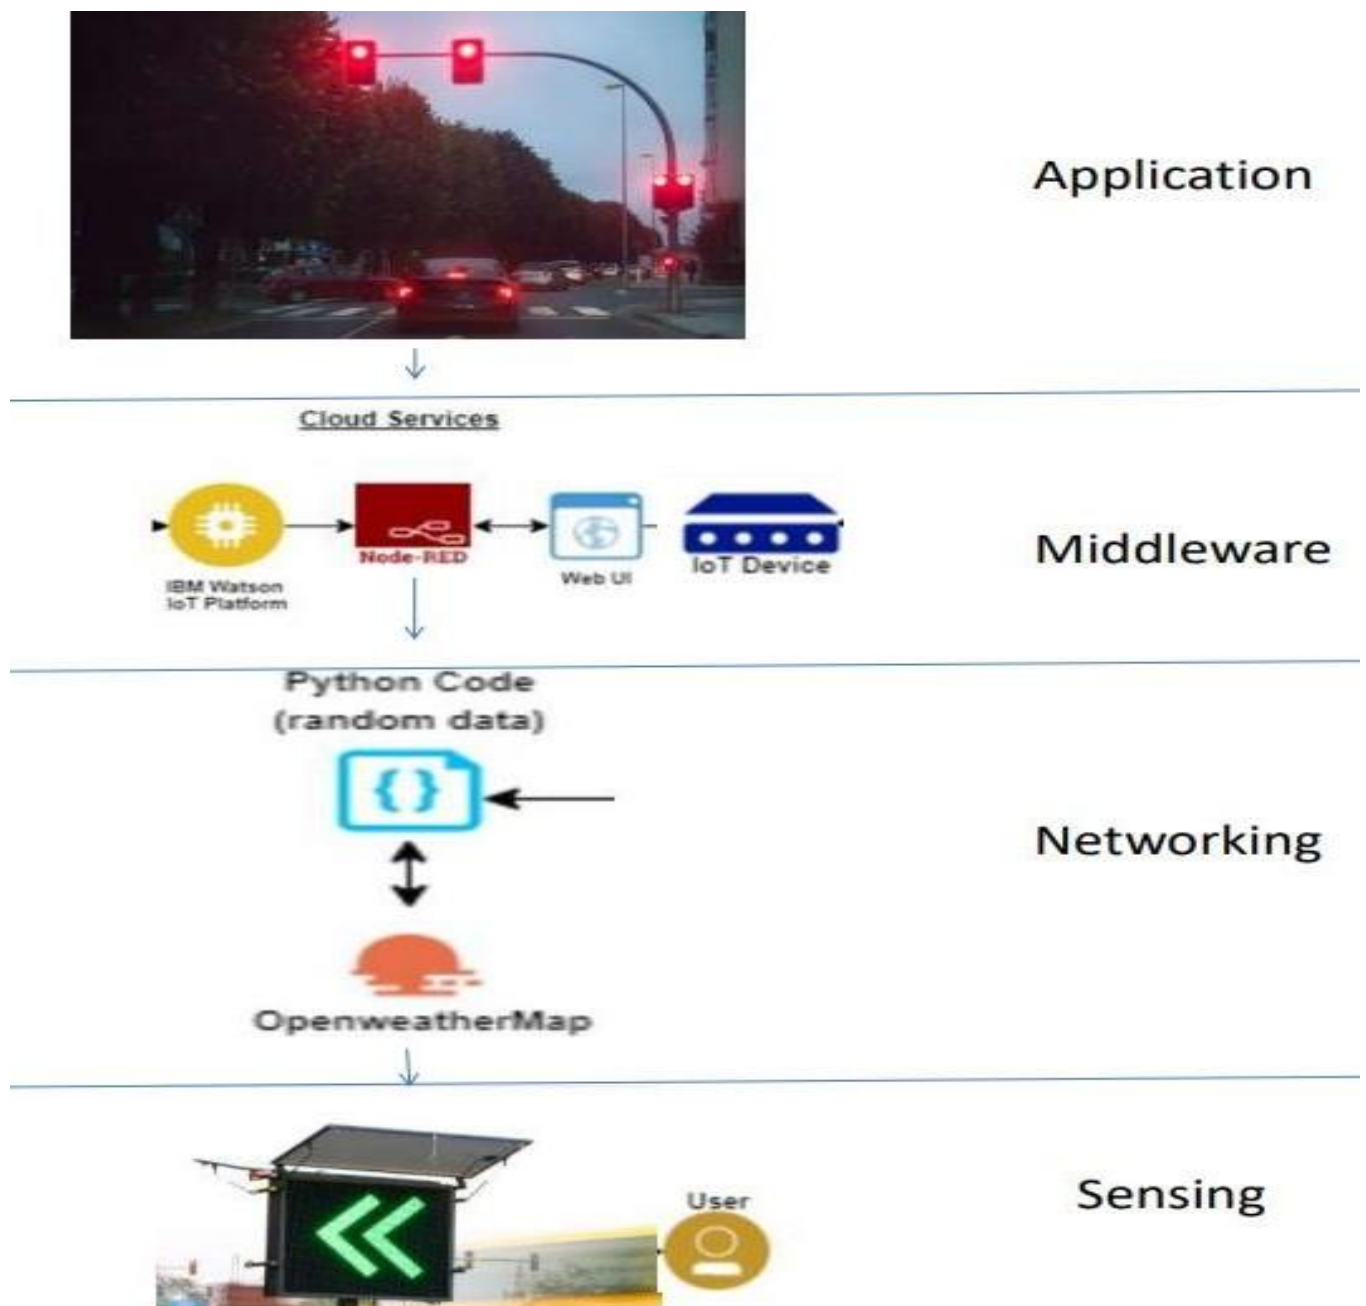 Application
Cloud Services
IBM Watson
IoT Platform
Node-RED
Web UI
IoT Device
Middleware
Python Code
(random data)
Networking
OpenweatherMap
User
Sensing